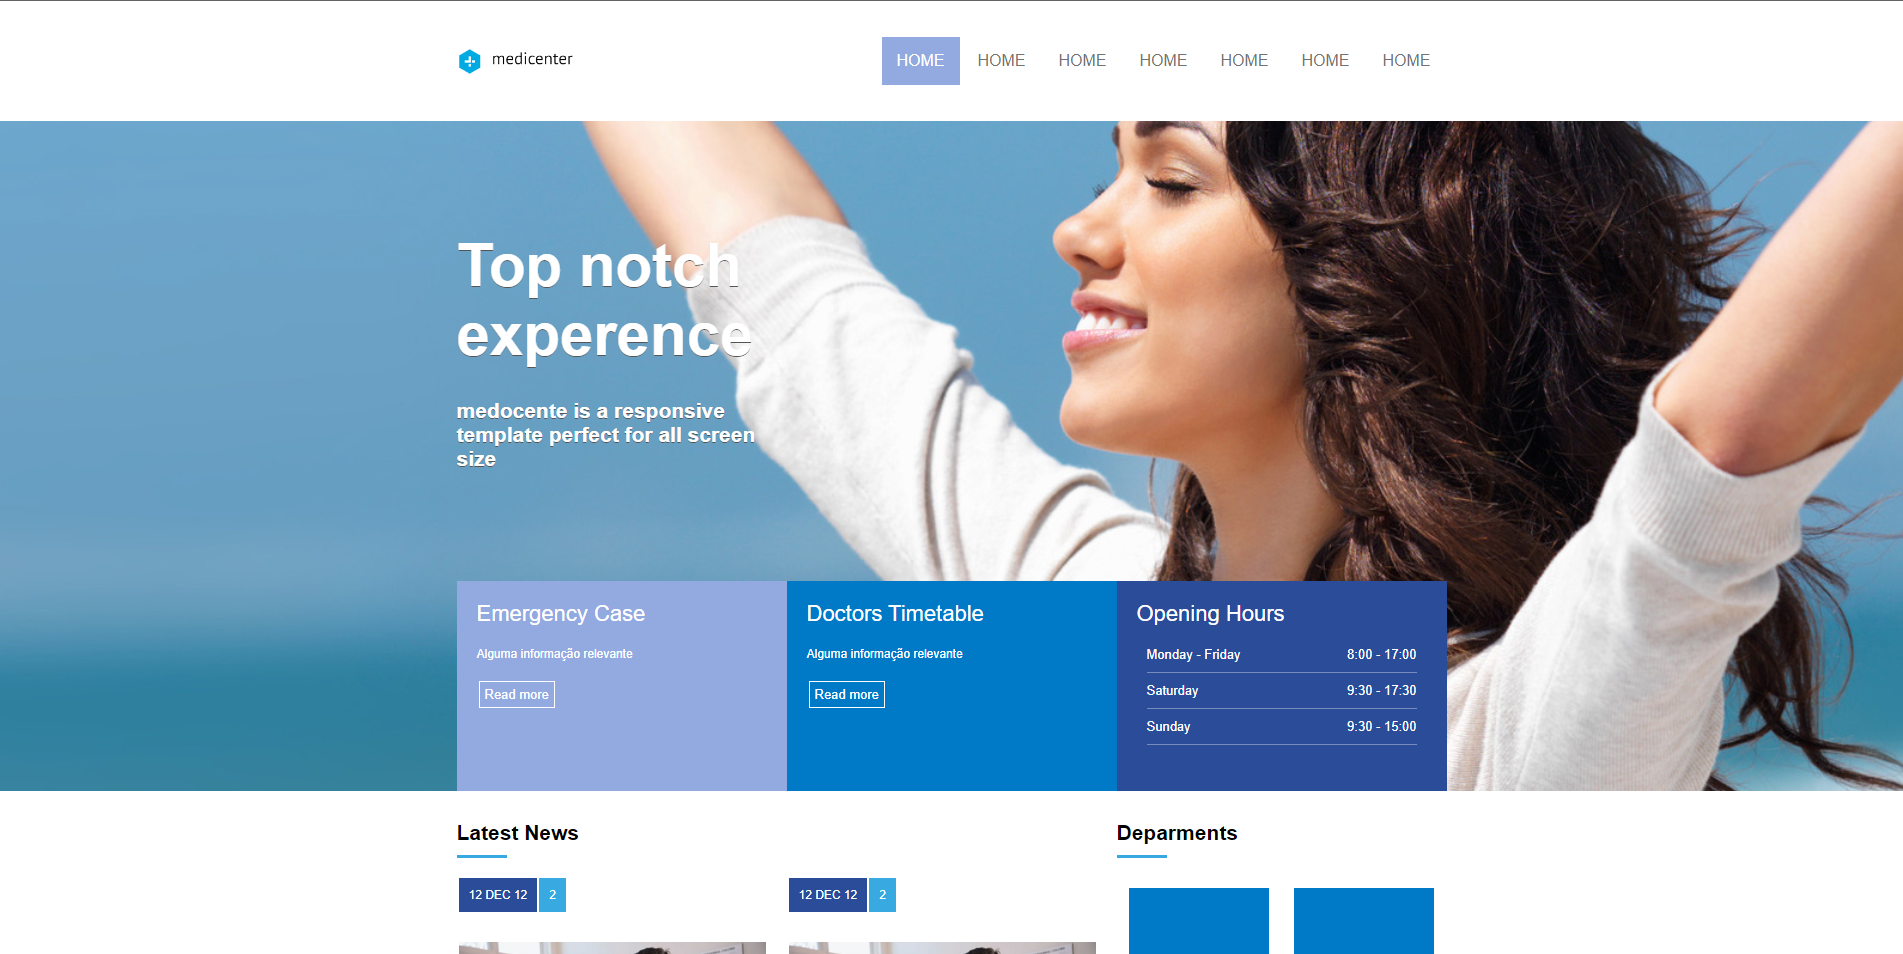 medicenter
HOME HOME HOME HOME HOME HOME HOME
Top notch
experence
medocente is a responsive
template perfect for all screen
size
Emergency Case
Alguma informação relevante
Read more
Doctors Timetable
Alguma informação relevante
Read more
Opening Hours
Monday - Friday 8:00 - 17:00
Saturday 9:30 - 17:30
Sunday 9:30 - 15:00
Latest News
12 DEC 12 2
12 DEC 12 2
Deparments